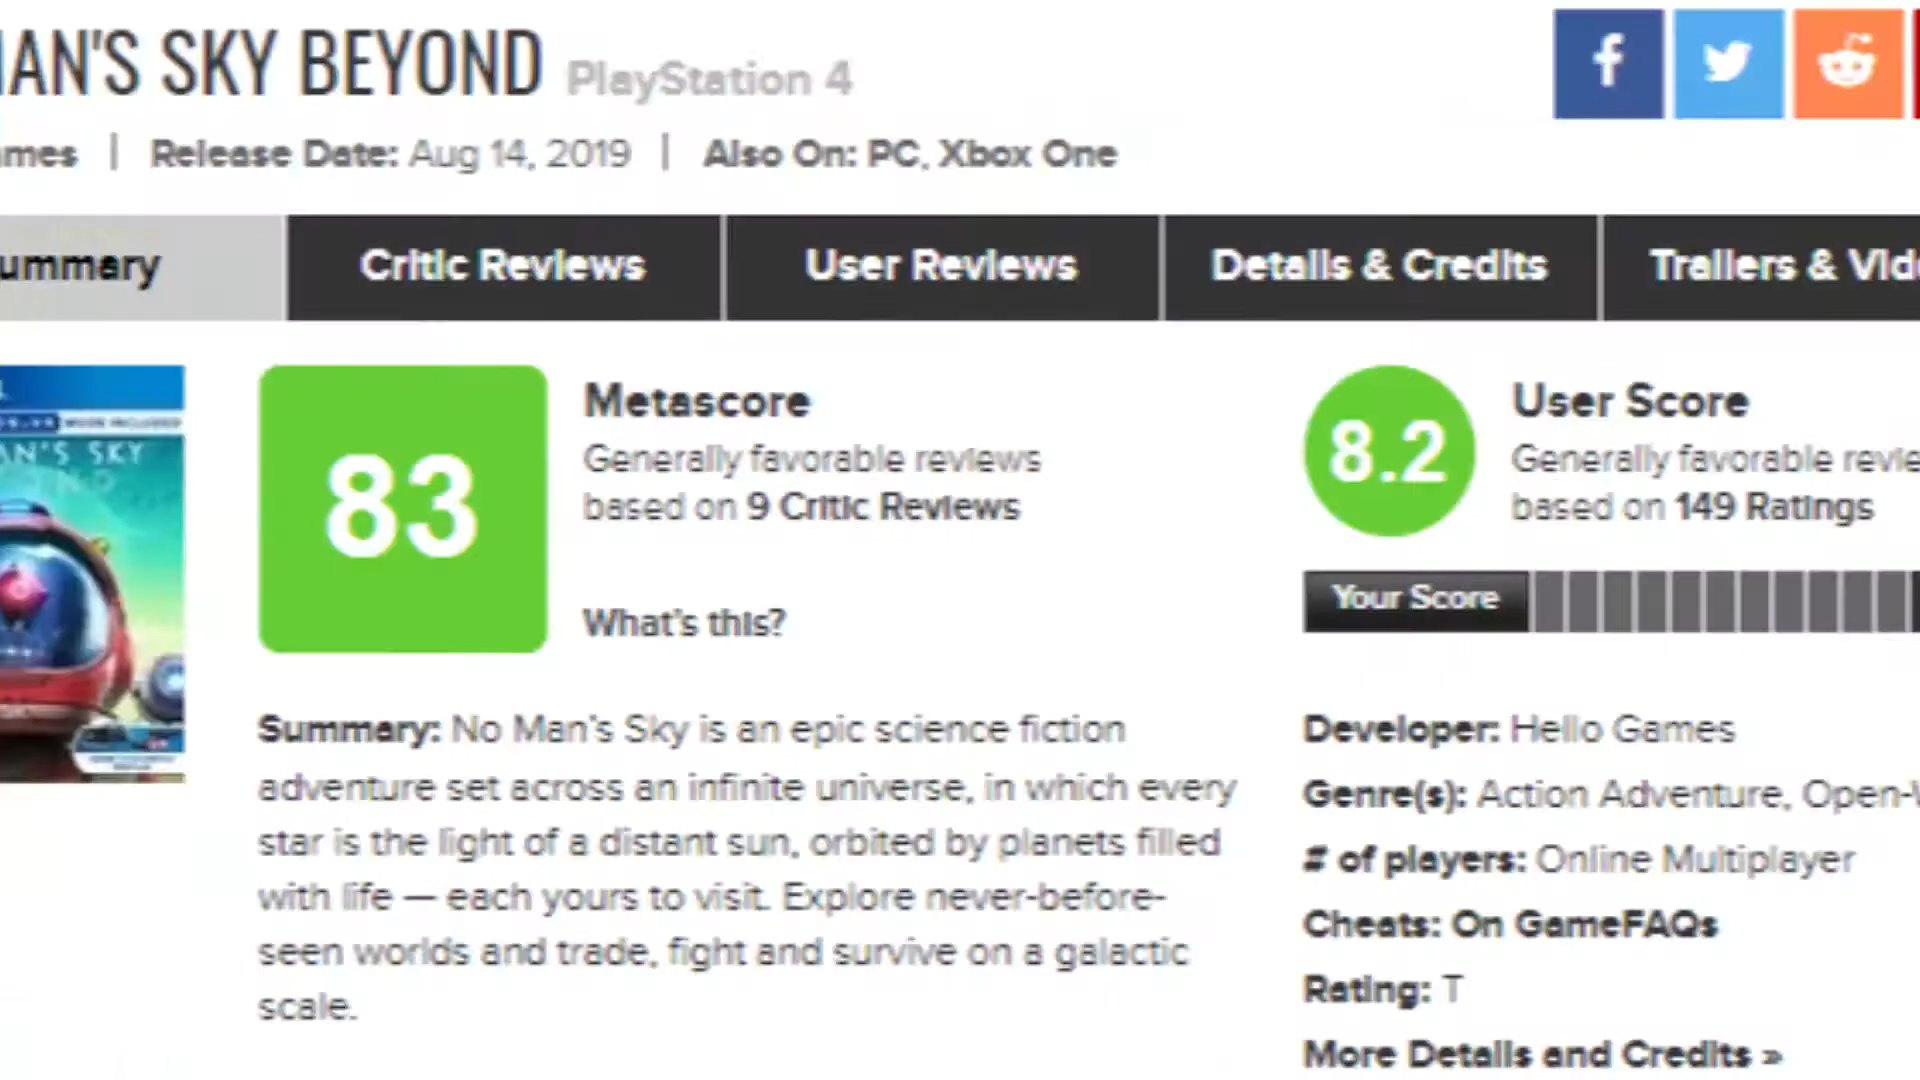 MAN'S SKY BEYOND PlayStation 4
Release Date: Aug 14, 2019 | Also On: PC, Xbox One
Critic Reviews
User Reviews
Details & Credits
Trailers &
83
Metascore
Generally favorable reviews
based on 9 Critic Reviews
What's this?
8.2
User Score
Generally favorable
based on 149 Ratings
Your Score
AN'S SKY
Summary: No Man's Sky is an epic science fiction
adventure set across an infinite universe, in which every
star is the light of a distant sun, orbited by planets filled
with life — each yours to visit. Explore never-before-
seen worlds and trade, fight and survive on a galactic
scale.
Developer: Hello Games
Genre(s): Action Adventure, Open-
# of players: Online Multiplayer
Cheats: On GameFAQs
Rating: T
More Details and Credits »